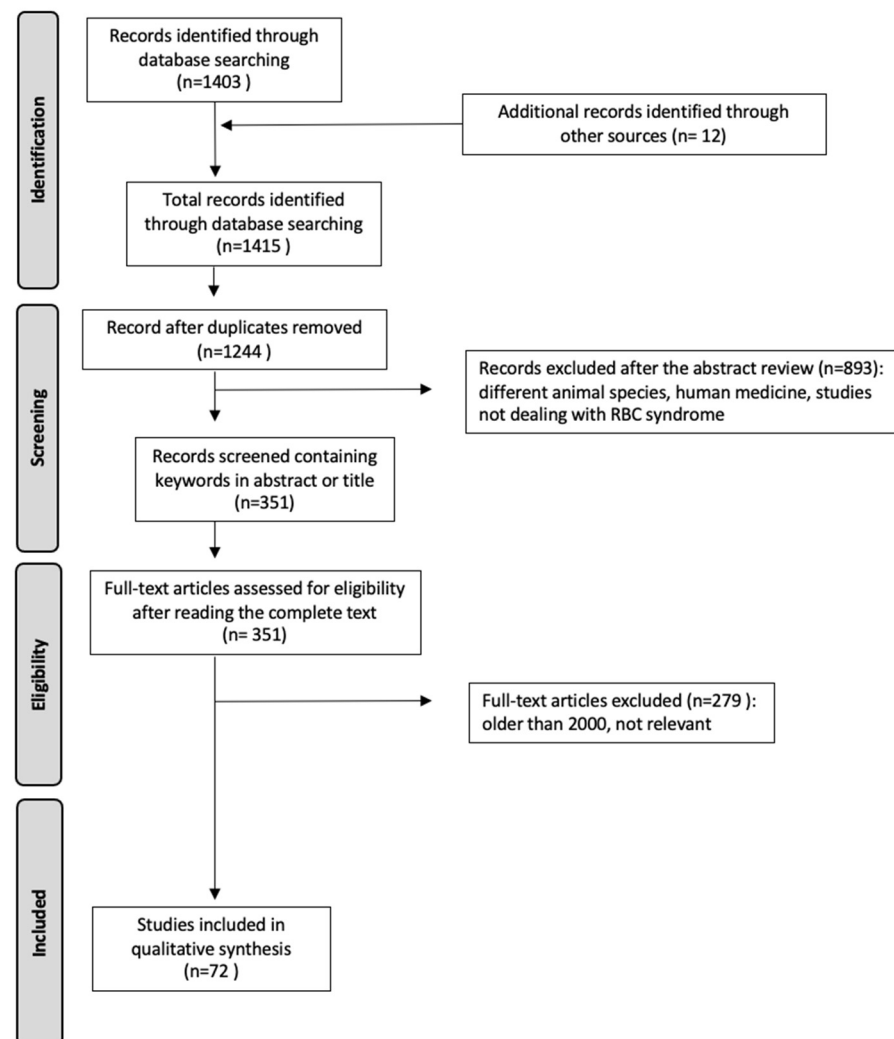 Identification
Records identified through
database searching
(n=1403 )
Additional records identified through
other sources (n= 12)
Total records identified
through database searching
(n=1415 )
Screening
Record after duplicates removed
(n=1244 )
Records excluded after the abstract review (n=893):
different animal species, human medicine, studies
not dealing with RBC syndrome
Records screened containing
keywords in abstract or title
(n=351)
Eligibility
Full-text articles assessed for eligibility
after reading the complete text
(n= 351)
Full-text articles excluded (n=279 ):
older than 2000, not relevant
Included
Studies included in
qualitative synthesis
(n=72 )